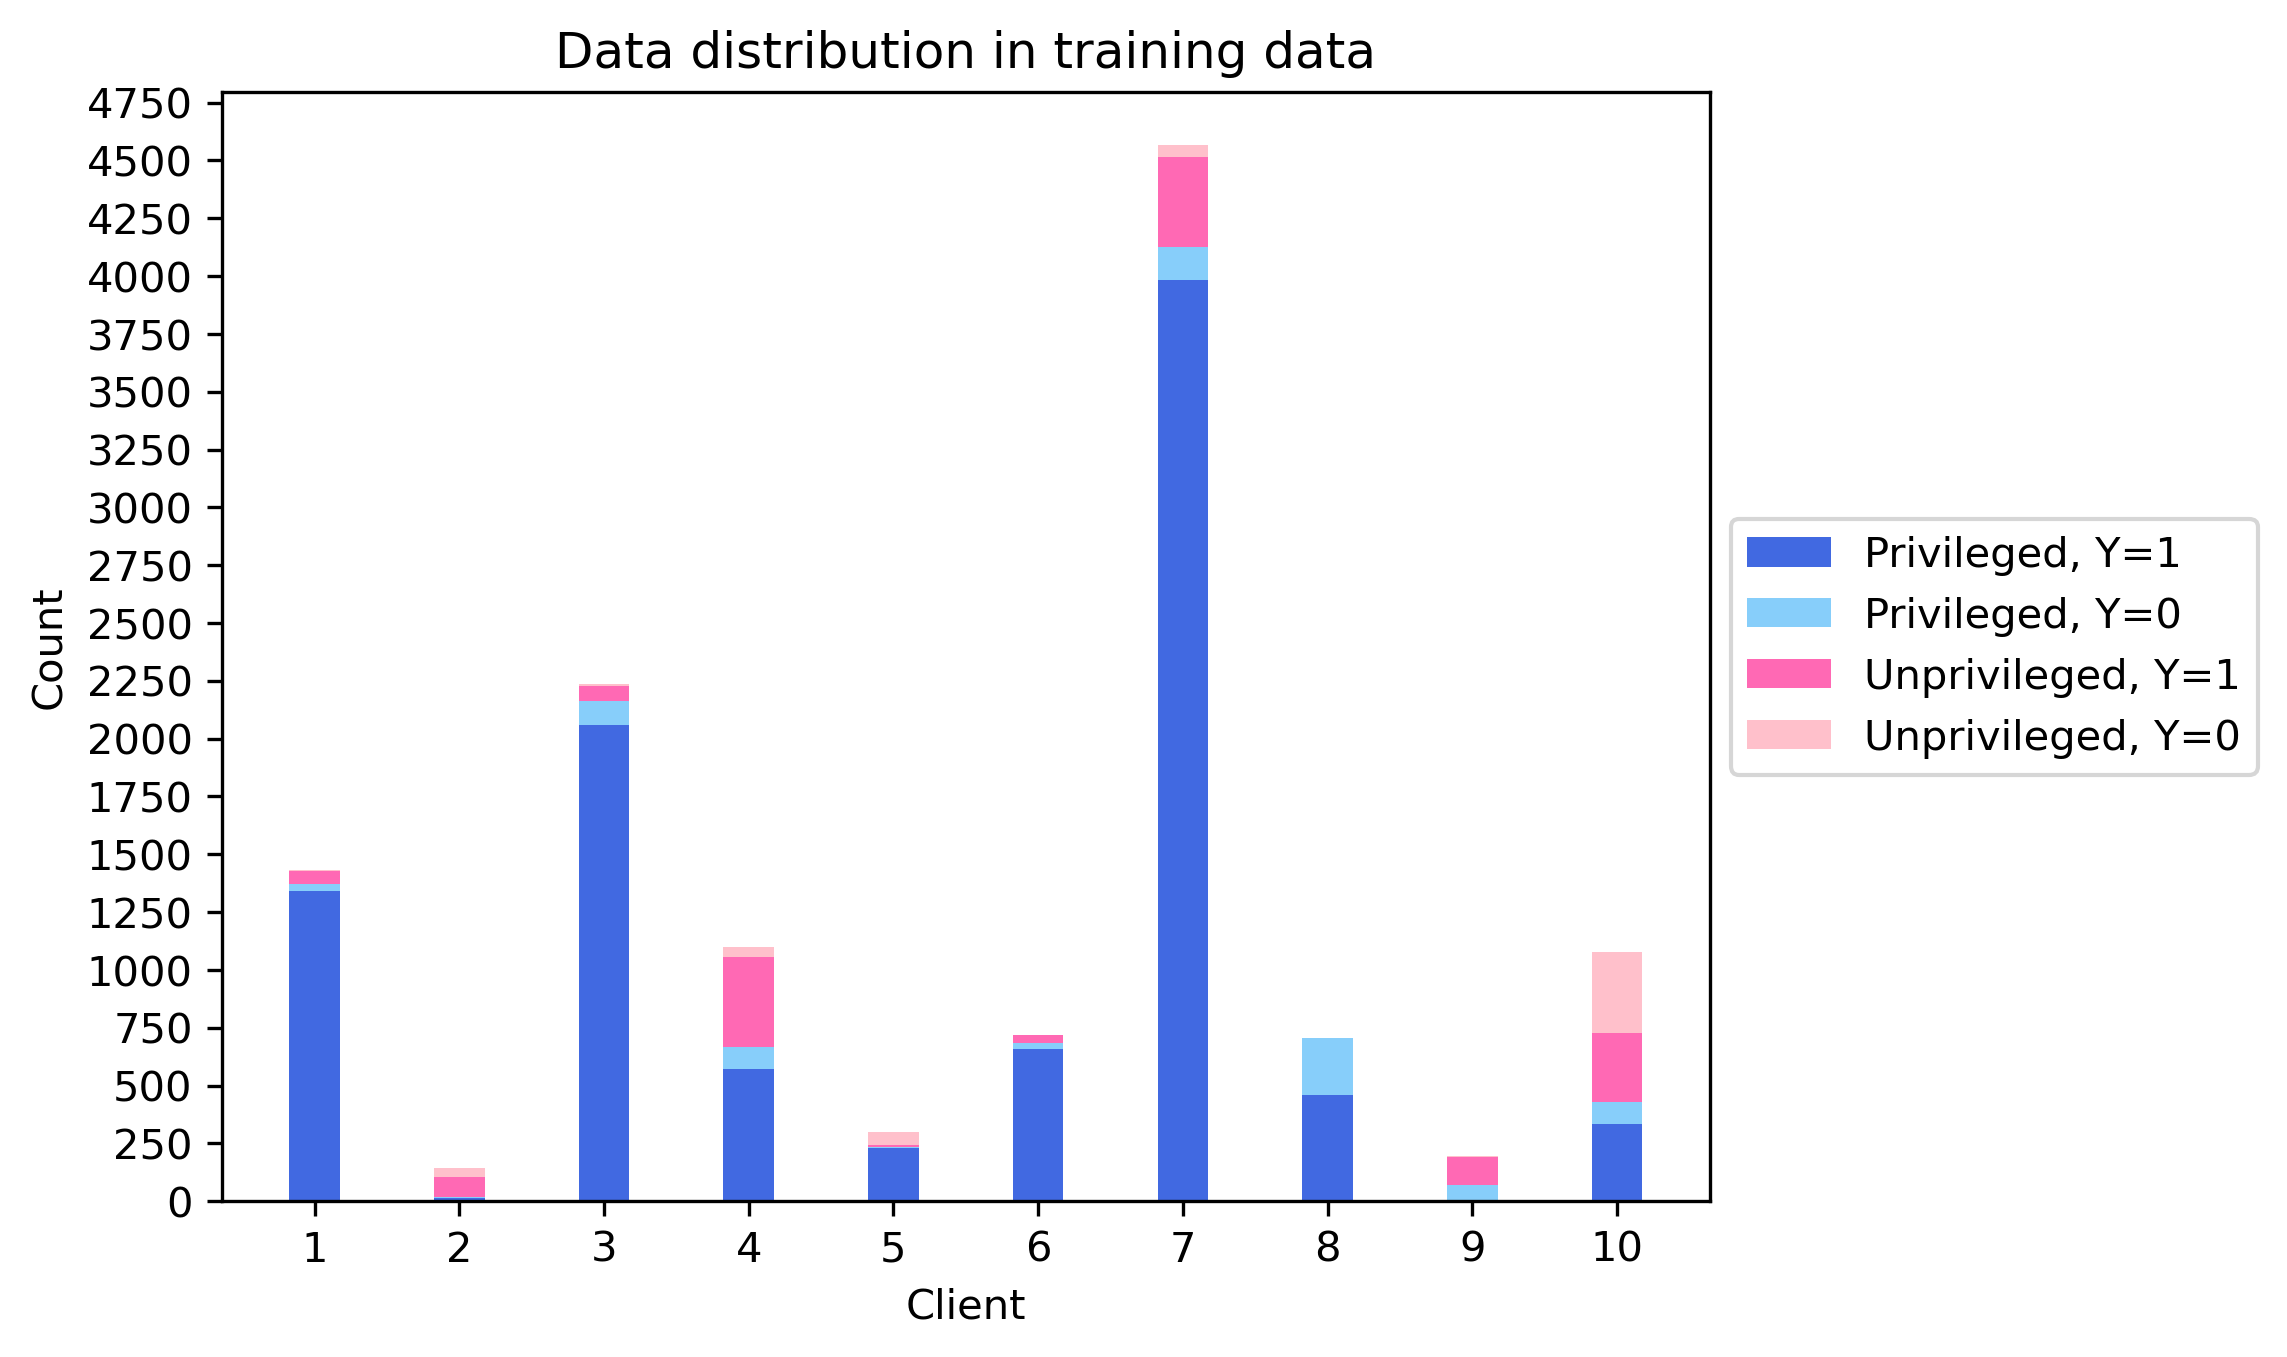 Data distribution in training data
4750
4500
4250
4000
3750
3500
3250
3000
2750
2500
2250
2000
1750
1500
1250
1000
750
500
250
0
Count
1 2 3 4 5 6 7 8 9 10
Client
Privileged, Y=1
Privileged, Y=0
Unprivileged, Y=1
Unprivileged, Y=0